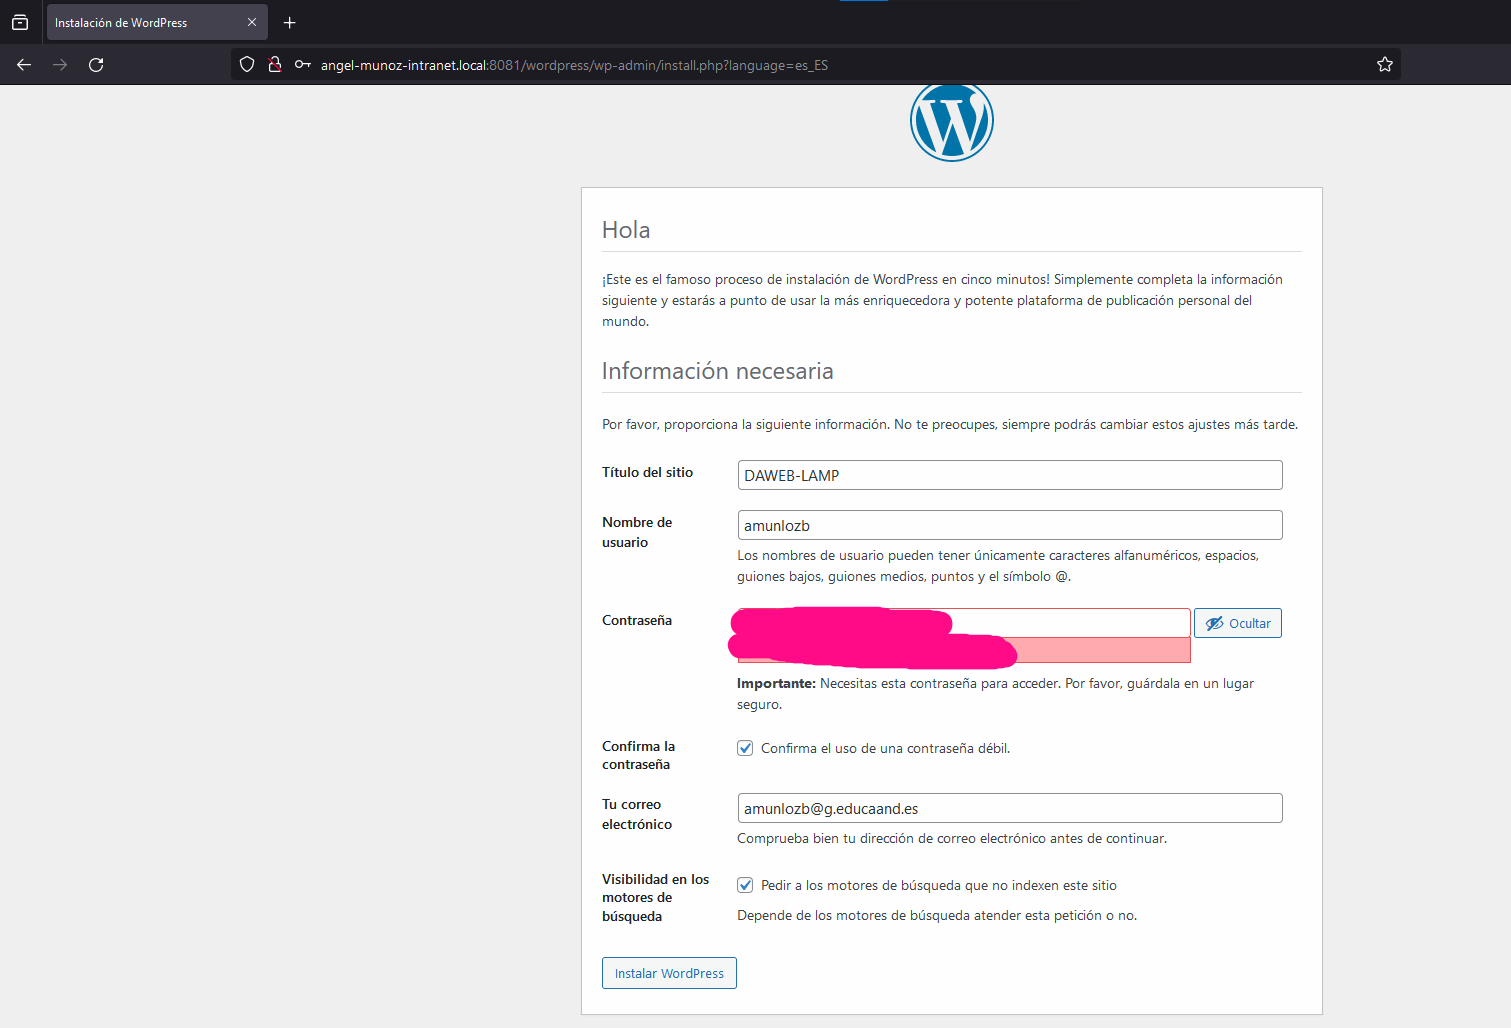 Instalación de WordPress
angel-munoz-intranet.local:8081/wordpress/wp-admin/install.php?language=es_ES
Hola
¡Este es el famoso proceso de instalación de WordPress en cinco minutos! Simplemente completa la información
siguiente y estarás a punto de usar la más enriquecedora y potente plataforma de publicación personal del
mundo.
Información necesaria
Por favor, proporciona la siguiente información. No te preocupes, siempre podrás cambiar estos ajustes más tarde.
Título del sitio
DAWEB-LAMP
Nombre de
usuario
amunlozb
Los nombres de usuario pueden tener únicamente caracteres alfanuméricos, espacios,
guiones bajos, guiones medios, puntos y el símbolo @.
Contraseña
Ocultar
Importante: Necesitas esta contraseña para acceder. Por favor, guárdala en un lugar
seguro.
Confirma la
contraseña
Confirma el uso de una contraseña débil.
Tu correo
electrónico
amunlozb@g.educaand.es
Comprueba bien tu dirección de correo electrónico antes de continuar.
Visibilidad en los
motores de
búsqueda
Pedir a los motores de búsqueda que no indexen este sitio
Depende de los motores de búsqueda atender esta petición o no.
Instalar WordPress